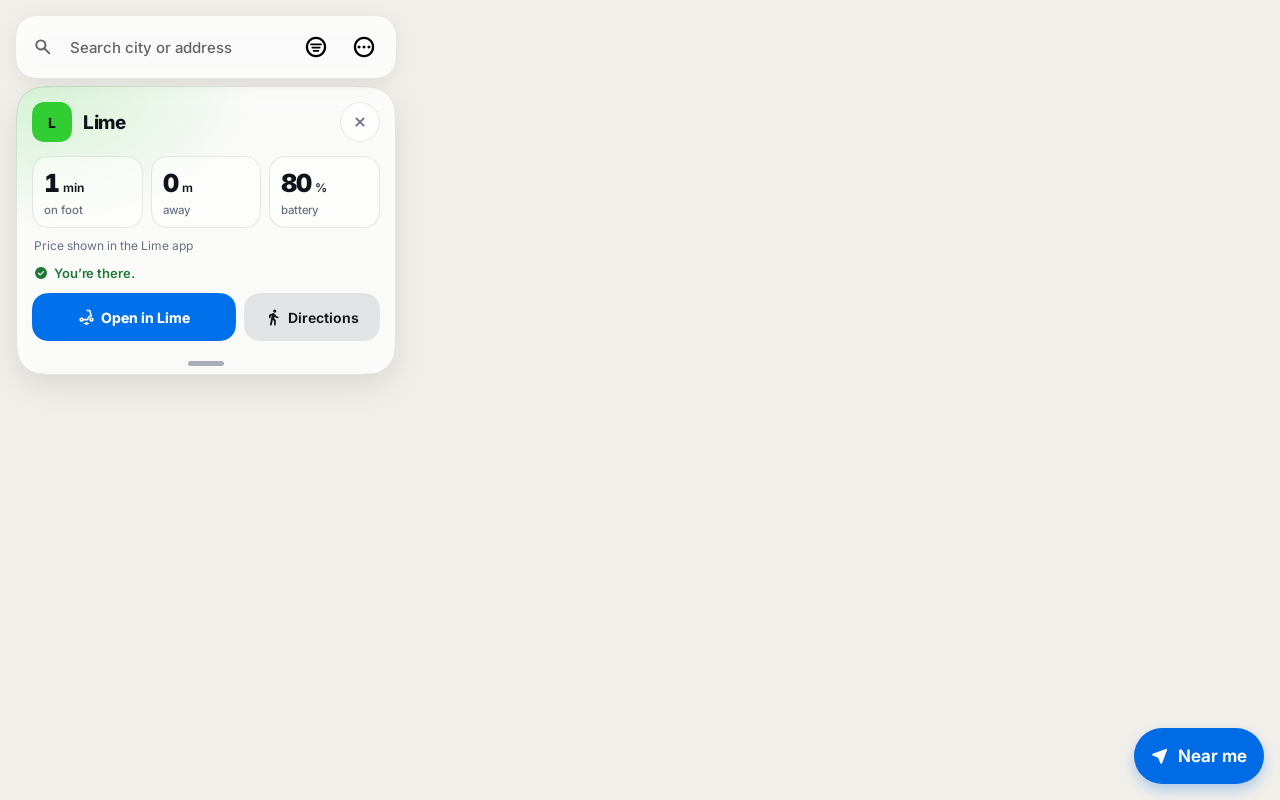 Search city or address
L
Lime
1 min
on foot
0 m
away
80 %
battery
Price shown in the Lime app
You’re there.
Open in Lime
Directions
Near me